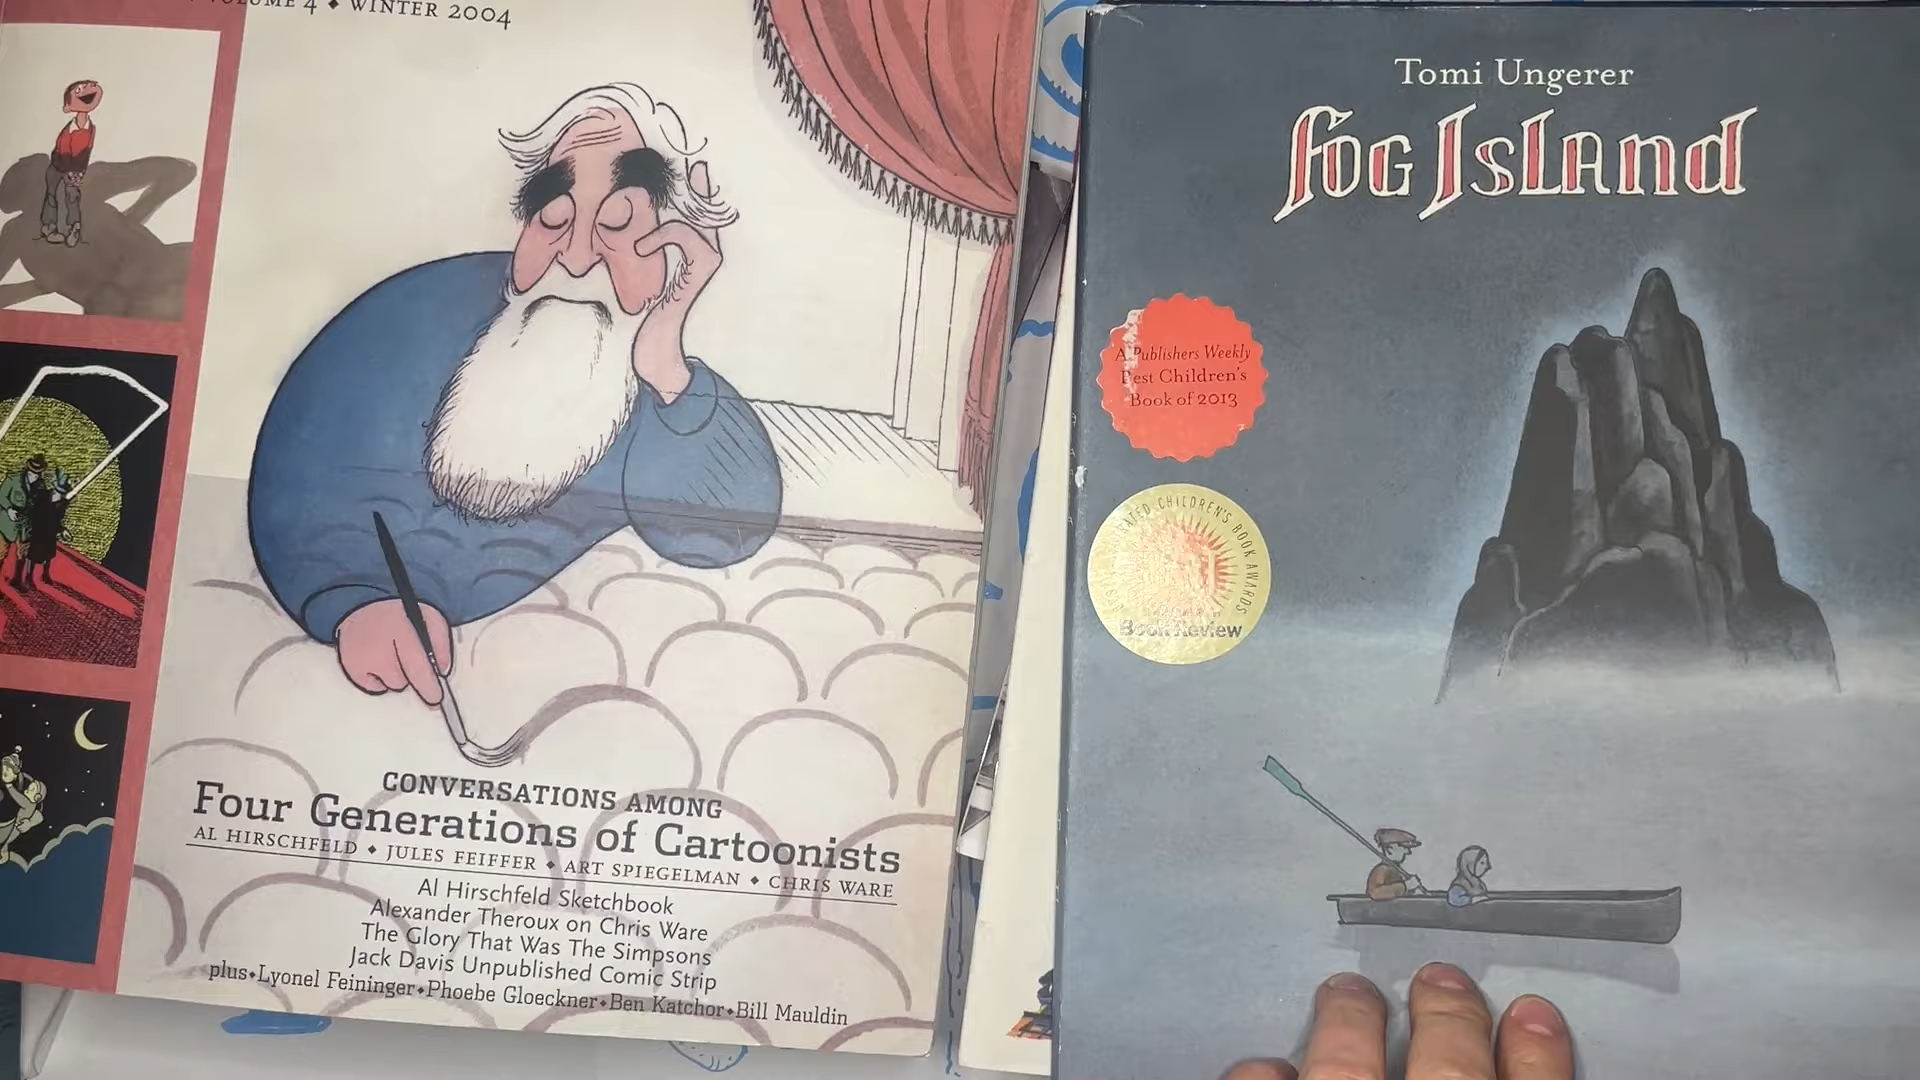 VOLUME 4 ◆ WINTER 2004
CONVERSATIONS AMONG
Four Generations of Cartoonists
AL HIRSCHFELD ◆ JULES FEIFFER ◆ ART SPIEGELMAN ◆ CHRIS WARE
Al Hirschfeld Sketchbook
Alexander Theroux on Chris Ware
The Glory That Was The Simpsons
Jack Davis Unpublished Comic Strip
plus◆Lyonel Feininger◆Phoebe Gloeckner◆Ben Katchor◆Bill Mauldin
Tomi Ungerer
Fog Island
A Publishers Weekly
Best Children's
Book of 2013
CHILDREN'S BOOK AWARDS
Book Review